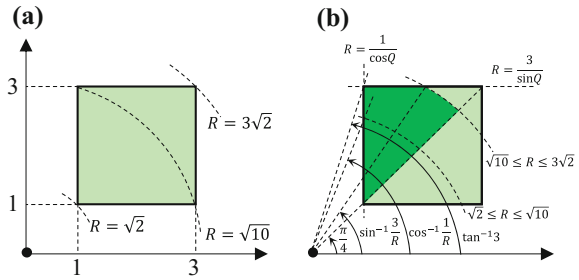 (a)
3
R = 3√2
1
R = √2
R = √10
1
3
(b)
R = 1/cosQ
R = 3/sinQ
√10 ≤ R ≤ 3√2
√2 ≤ R ≤ √10
π/4
sin⁻¹ 3/R
cos⁻¹ 1/R
tan⁻¹3